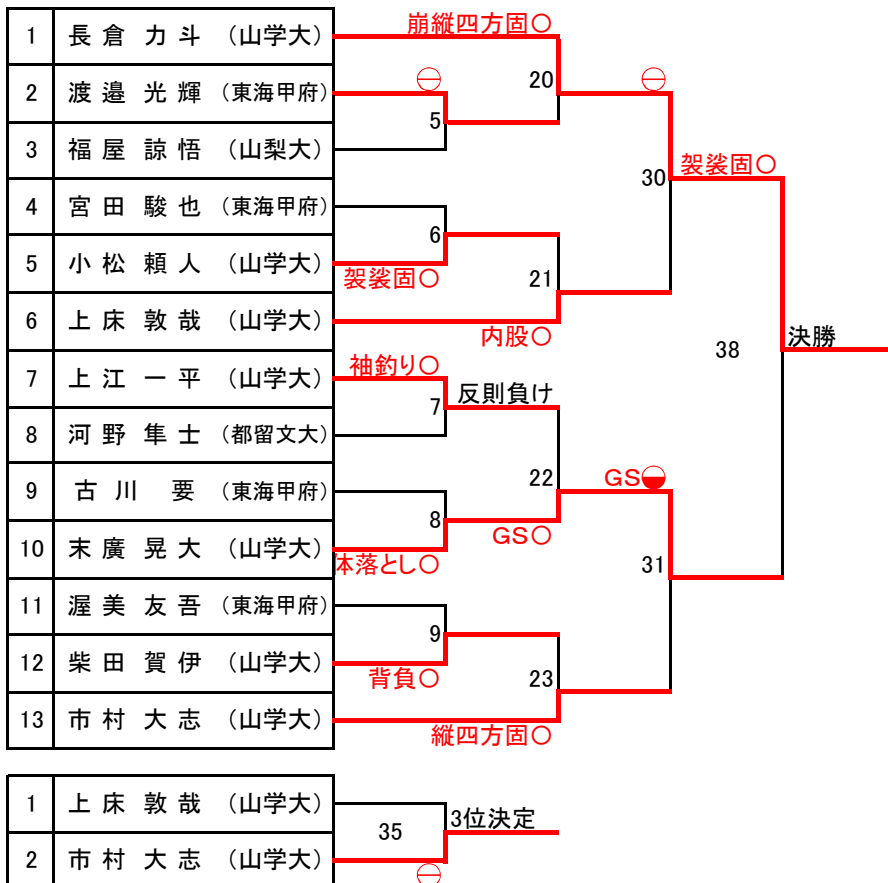 崩縦四方固○
1 長倉 力斗 (山学大)
20
2 渡邉 光輝 (東海甲府)
5
3 福屋 諒悟 (山梨大)
袈裟固○
30
4 宮田 駿也 (東海甲府)
6
5 小松 頼人 (山学大)
袈裟固○
21
6 上床 敦哉 (山学大)
内股○
38
決勝
7 上江 一平 (山学大)
袖釣り○
7
反則負け
8 河野 隼士 (都留文大)
22
GS
9 古川 要 (東海甲府)
8
GS○
10 末廣 晃大 (山学大)
体落とし○
31
11 渥美 友吾 (東海甲府)
9
12 柴田 賀伊 (山学大)
背負○
23
13 市村 大志 (山学大)
縦四方固○
1 上床 敦哉 (山学大)
35
3位決定
2 市村 大志 (山学大)